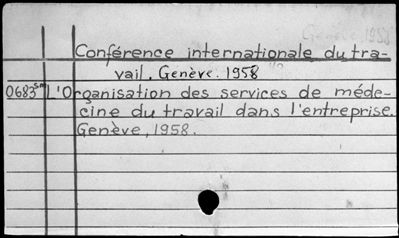 Conférence internationale du tra-
vail. Genève. 1958
0683 L'Organisation des services de méde-
cine du travail dans l'entreprise.
Genève, 1958.